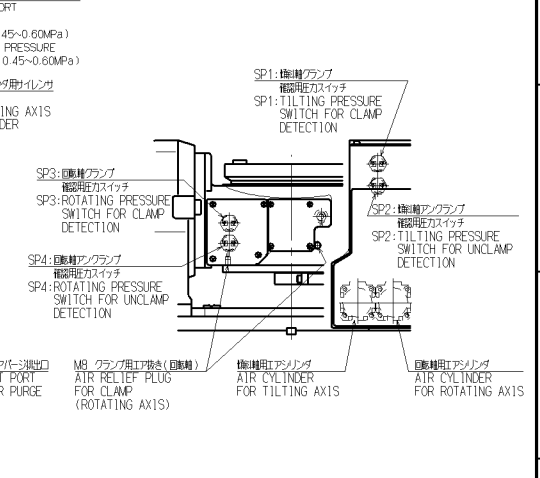 ORT
45~0.60MPa)
PRESSURE
0.45~0.60MPa)
ダ用サイレンサ
ING AXIS
DER
SP1:傾斜軸クランプ
確認用圧力スイッチ
SP1:TILTING PRESSURE
SWITCH FOR CLAMP
DETECTION
SP3:回転軸クランプ
確認用圧力スイッチ
SP3:ROTATING PRESSURE
SWITCH FOR CLAMP
DETECTION
SP2:傾斜軸アンクランプ
確認用圧力スイッチ
SP2:TILTING PRESSURE
SWITCH FOR UNCLAMP
DETECTION
SP4:回転軸アンクランプ
確認用圧力スイッチ
SP4:ROTATING PRESSURE
SWITCH FOR UNCLAMP
DETECTION
アパージ排出口
T PORT
R PURGE
M8 クランプ用エア抜き(回転軸)
AIR RELIEF PLUG
FOR CLAMP
(ROTATING AXIS)
傾斜軸用エアシリンダ
AIR CYLINDER
FOR TILTING AXIS
回転軸用エアシリンダ
AIR CYLINDER
FOR ROTATING AXIS